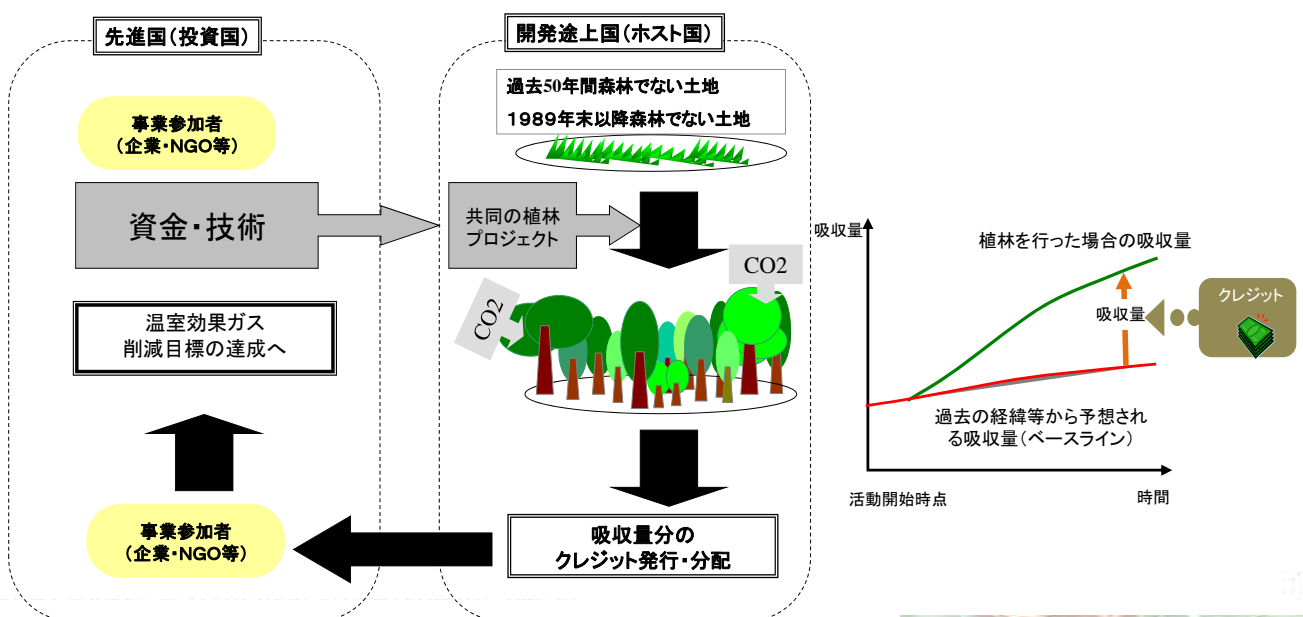 先進国(投資国)
事業参加者
(企業・NGO等)
資金・技術
温室効果ガス
削減目標の達成へ
事業参加者
(企業・NGO等)
開発途上国(ホスト国)
過去50年間森林でない土地
1989年末以降森林でない土地
共同の植林
プロジェクト
CO2
CO2
吸収量分の
クレジット発行・分配
吸収量
植林を行った場合の吸収量
クレジット
吸収量
過去の経緯等から予想され
る吸収量(ベースライン)
活動開始時点
時間